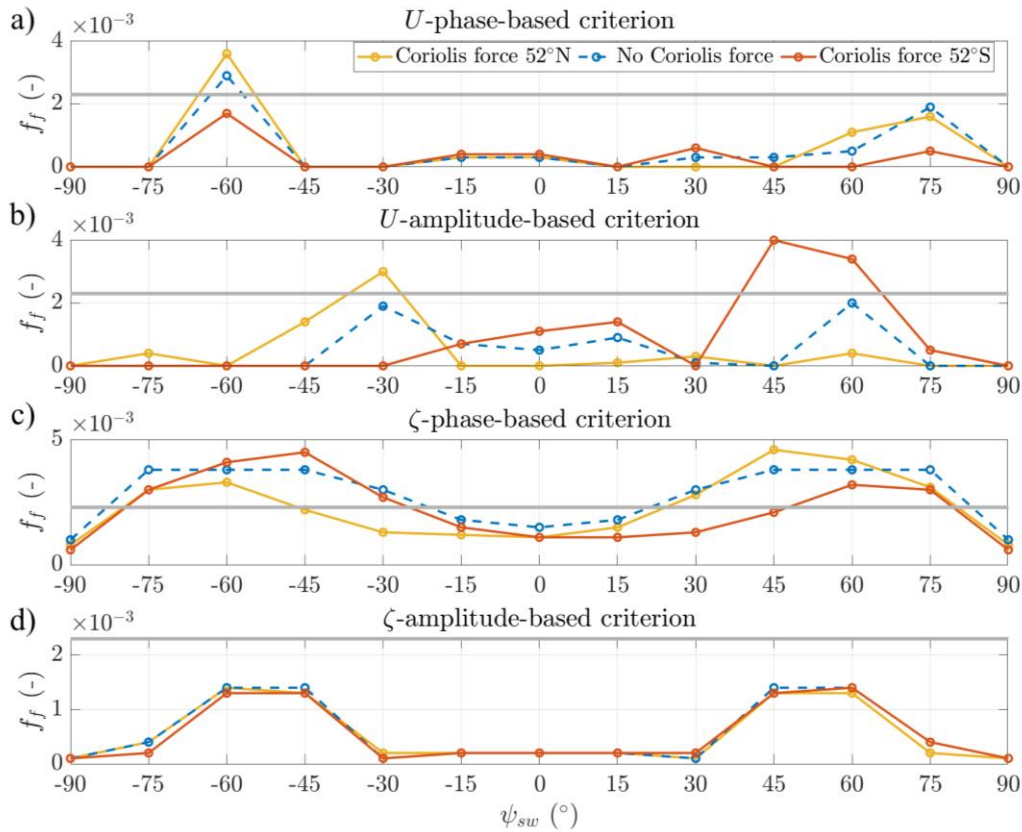 a)
U-phase-based criterion
×10⁻³
Coriolis force 52°N
No Coriolis force
Coriolis force 52°S
4
2
0
f_f (-)
-90 -75 -60 -45 -30 -15 0 15 30 45 60 75 90
b)
U-amplitude-based criterion
×10⁻³
4
2
0
f_f (-)
-90 -75 -60 -45 -30 -15 0 15 30 45 60 75 90
c)
ζ-phase-based criterion
×10⁻³
5
0
f_f (-)
-90 -75 -60 -45 -30 -15 0 15 30 45 60 75 90
d)
ζ-amplitude-based criterion
×10⁻³
2
1
0
f_f (-)
-90 -75 -60 -45 -30 -15 0 15 30 45 60 75 90
ψ_sw (°)